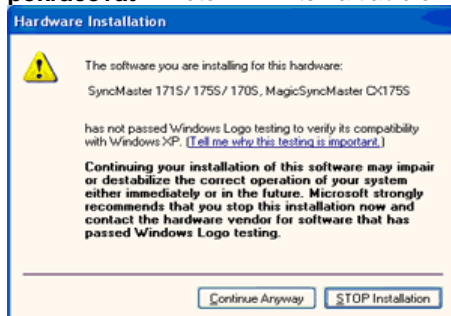 Hardware Installation
The software you are installing for this hardware:
SyncMaster 171S/ 175S/ 170S, MagicSyncMaster CX175S
has not passed Windows Logo testing to verify its compatibility
with Windows XP. (Tell me why this testing is important.)
Continuing your installation of this software may impair
or destabilize the correct operation of your system
either immediately or in the future. Microsoft strongly
recommends that you stop this installation now and
contact the hardware vendor for software that has
passed Windows Logo testing.
Continue Anyway
STOP Installation